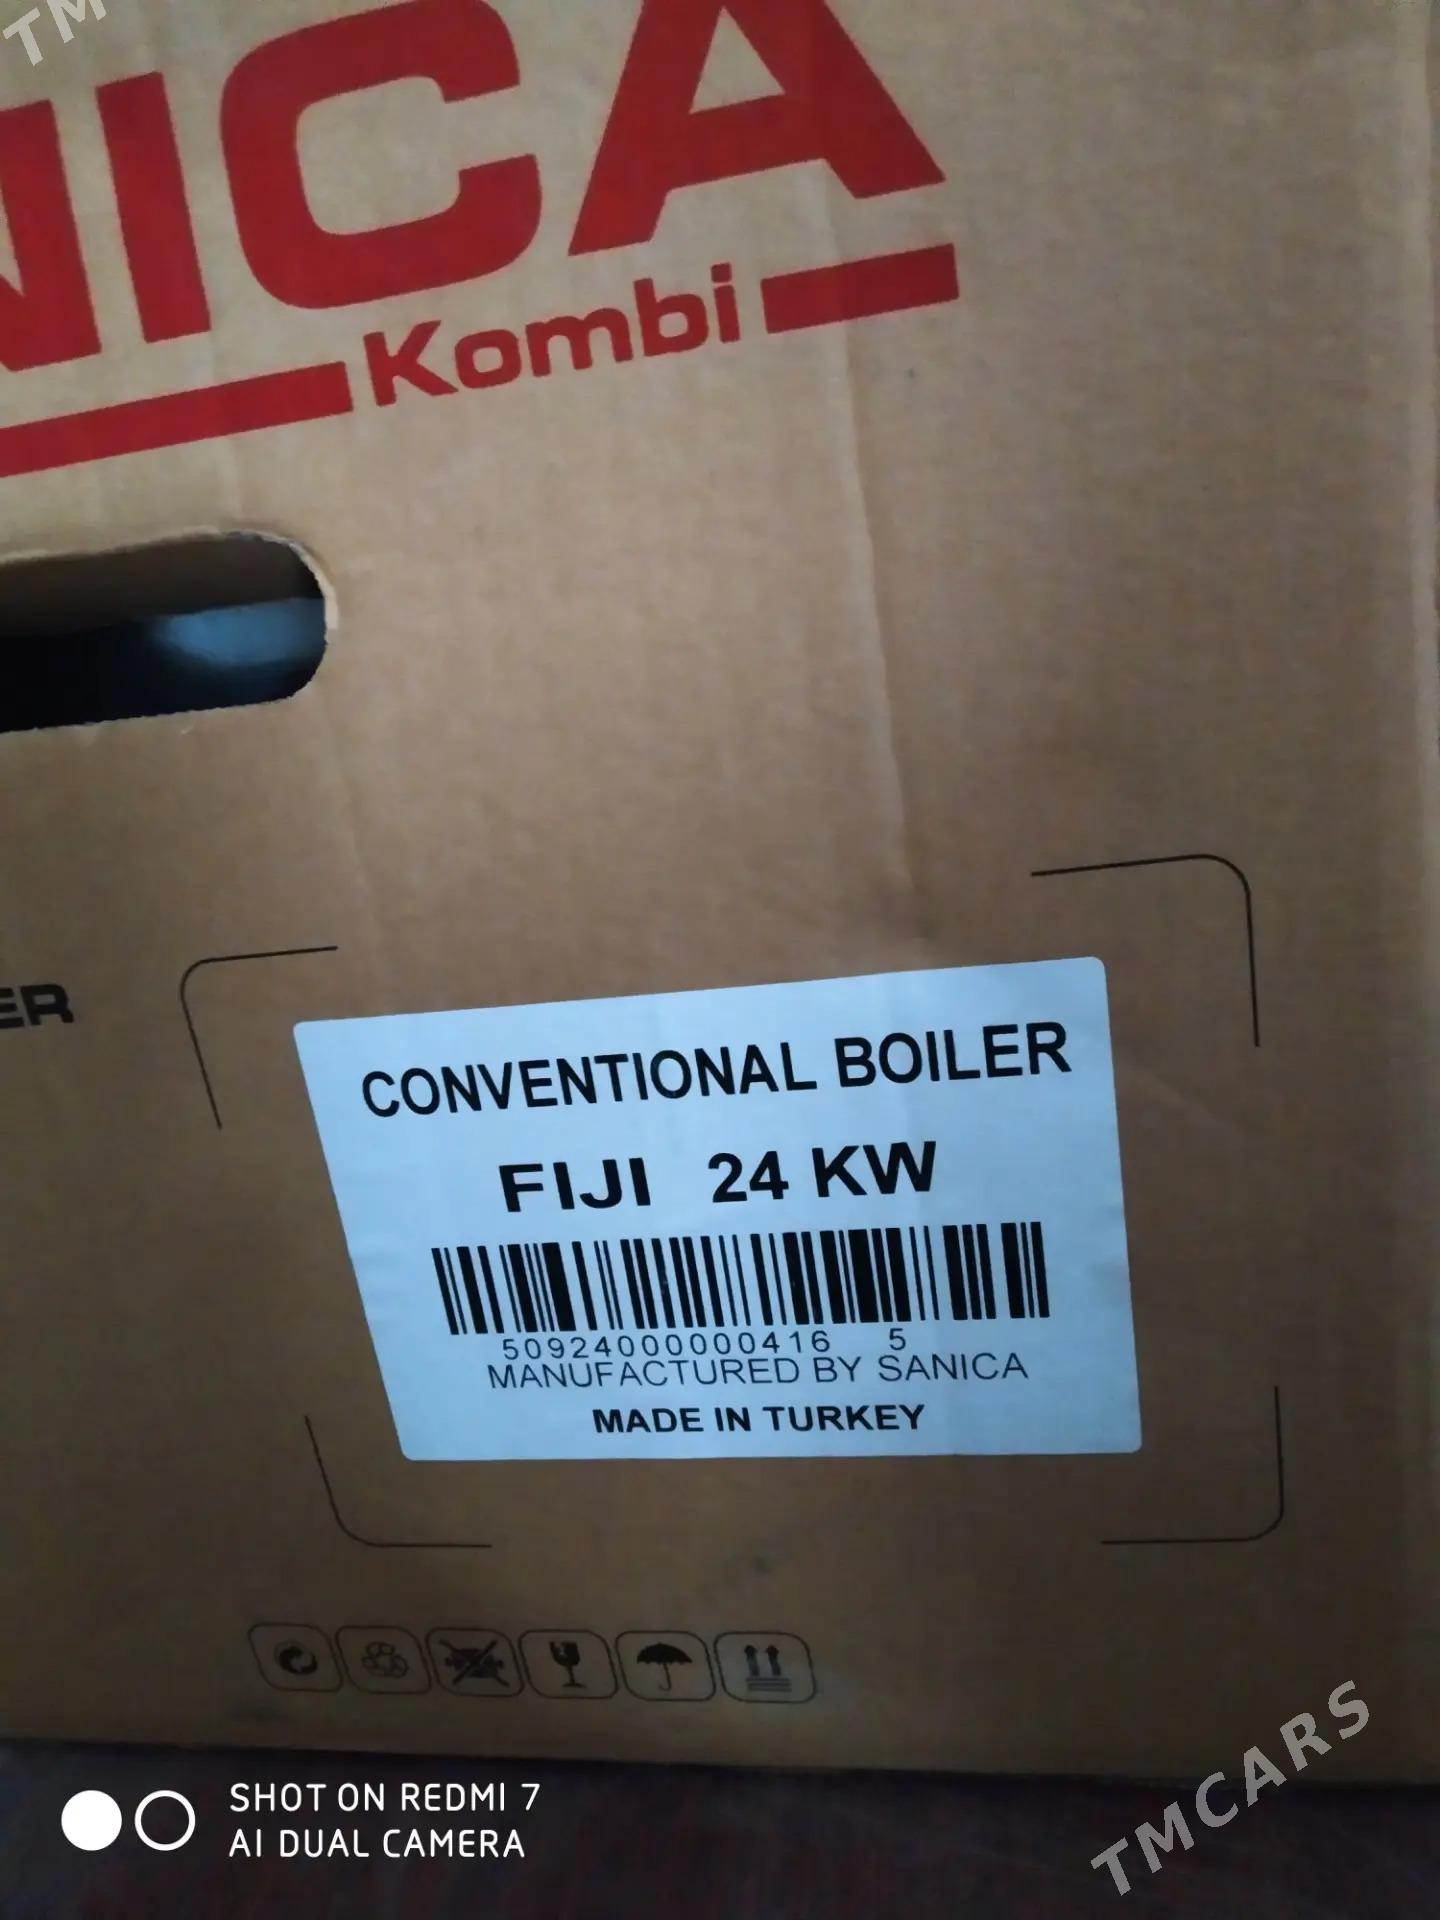 TM
NICA
Kombi
ER
CONVENTIONAL BOILER
FIJI 24 KW
50924000000416 5
MANUFACTURED BY SANICA
MADE IN TURKEY
SHOT ON REDMI 7
AI DUAL CAMERA
TMCARS